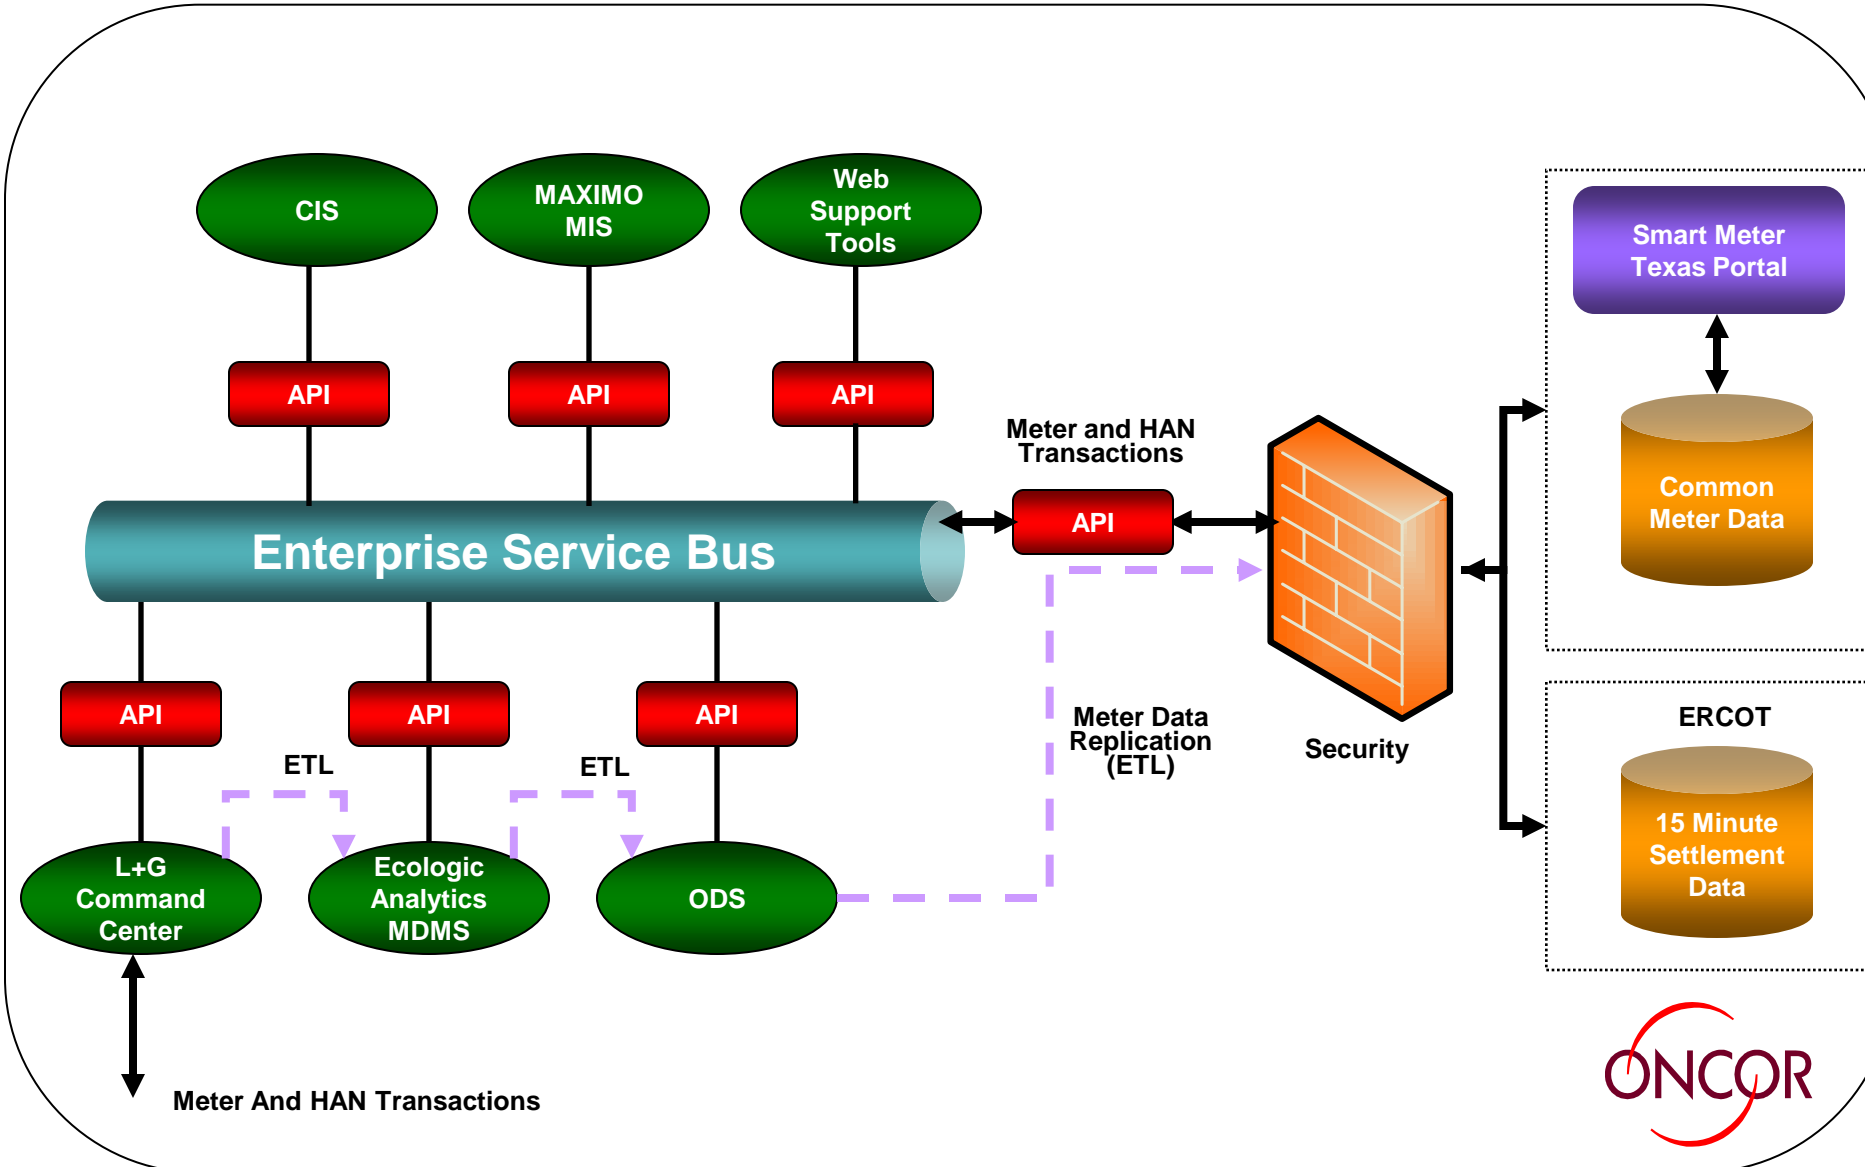 CIS
MAXIMO
MIS
Web
Support
Tools
Smart Meter
Texas Portal
API
API
API
Meter and HAN
Transactions
Common
Meter Data
API
Enterprise Service Bus
API
API
API
Meter Data
Replication
(ETL)
Security
ERCOT
ETL
ETL
15 Minute
Settlement
Data
L+G
Command
Center
Ecologic
Analytics
MDMS
ODS
ONCOR
Meter And HAN Transactions